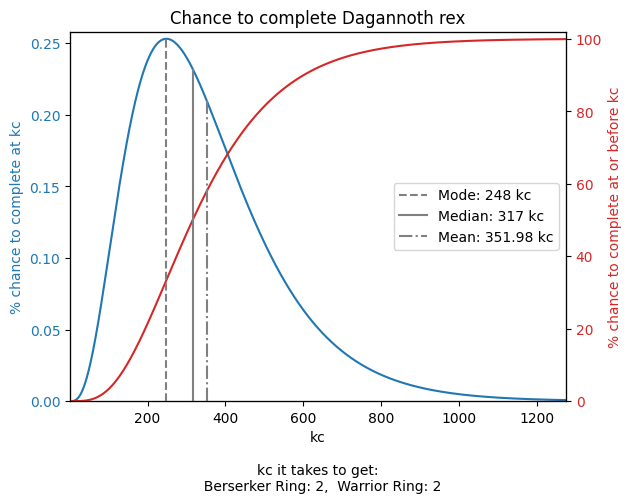 Chance to complete Dagannoth rex
% chance to complete at kc
0.25
0.20
0.15
0.10
0.05
0.00
100
80
60
40
20
0
% chance to complete at or before kc
Mode: 248 kc
Median: 317 kc
Mean: 351.98 kc
200 400 600 800 1000 1200
kc
kc it takes to get:
Berserker Ring: 2,  Warrior Ring: 2